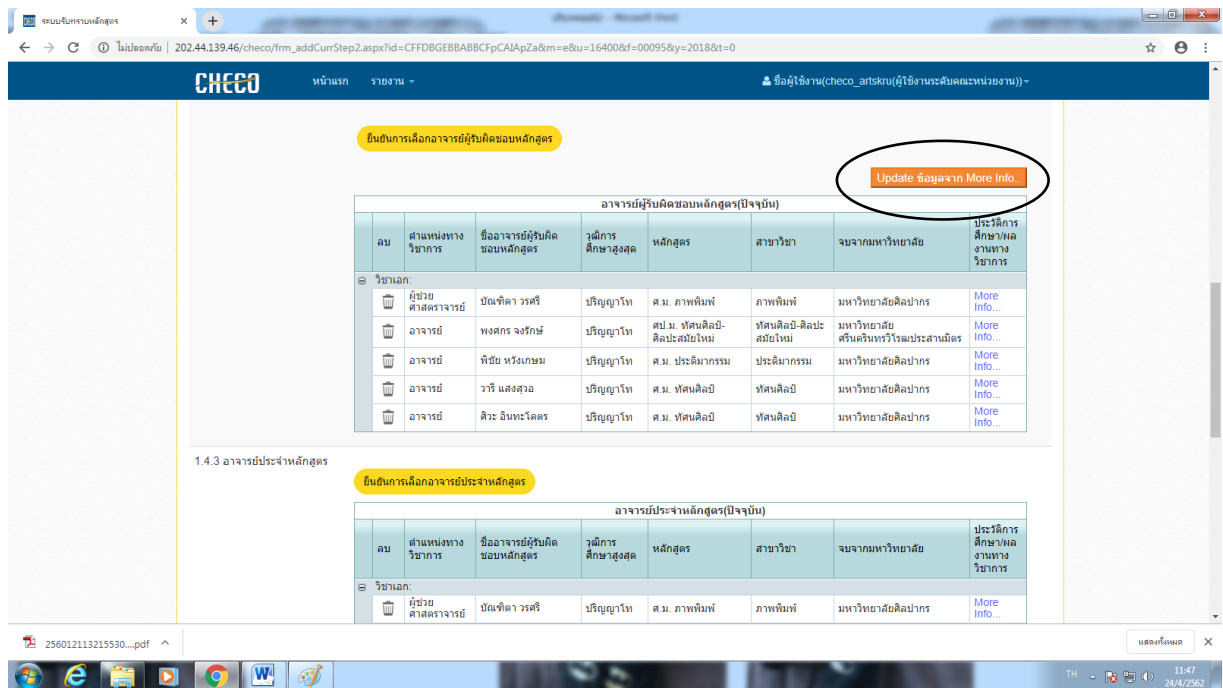 ระบบรับทราบหลักสูตร
ไม่ปลอดภัย | 202.44.139.46/checo/frm_addCurrStep2.aspx?id=CFFDBGEBBABBCFpCAIApZa&m=e&u=16400&f=00095&y=2018&t=0
CHECO หน้าแรก รายงาน ชื่อผู้ใช้งาน(checo_artskru(ผู้ใช้งานระดับคณะหน่วยงาน))
ยืนยันการเลือกอาจารย์ผู้รับผิดชอบหลักสูตร
Update ข้อมูลจาก More Info..
อาจารย์ผู้รับผิดชอบหลักสูตร(ปัจจุบัน)
ลบ ตำแหน่งทางวิชาการ ชื่ออาจารย์ผู้รับผิดชอบหลักสูตร วุฒิการศึกษาสูงสุด หลักสูตร สาขาวิชา จบจากมหาวิทยาลัย ประวัติการศึกษา/ผลงานทางวิชาการ
วิชาเอก:
ผู้ช่วยศาสตราจารย์ บัณฑิตา วรศรี ปริญญาโท ศ.ม. ภาพพิมพ์ ภาพพิมพ์ มหาวิทยาลัยศิลปากร More Info...
อาจารย์ พงศกร จงรักษ์ ปริญญาโท ศป.ม. ทัศนศิลป์-ศิลปะสมัยใหม่ ทัศนศิลป์-ศิลปะสมัยใหม่ มหาวิทยาลัยศรีนครินทรวิโรฒประสานมิตร More Info...
อาจารย์ พิชัย หวังเกษม ปริญญาโท ศ.ม. ประติมากรรม ประติมากรรม มหาวิทยาลัยศิลปากร More Info...
อาจารย์ วารี แสงสุวอ ปริญญาโท ศ.ม. ทัศนศิลป์ ทัศนศิลป์ มหาวิทยาลัยศิลปากร More Info...
อาจารย์ ศิวะ อินทะโคตร ปริญญาโท ศ.ม. ทัศนศิลป์ ทัศนศิลป์ มหาวิทยาลัยศิลปากร More Info...
1.4.3 อาจารย์ประจำหลักสูตร
ยืนยันการเลือกอาจารย์ประจำหลักสูตร
อาจารย์ประจำหลักสูตร(ปัจจุบัน)
ลบ ตำแหน่งทางวิชาการ ชื่ออาจารย์ผู้รับผิดชอบหลักสูตร วุฒิการศึกษาสูงสุด หลักสูตร สาขาวิชา จบจากมหาวิทยาลัย ประวัติการศึกษา/ผลงานทางวิชาการ
วิชาเอก:
ผู้ช่วยศาสตราจารย์ บัณฑิตา วรศรี ปริญญาโท ศ.ม. ภาพพิมพ์ ภาพพิมพ์ มหาวิทยาลัยศิลปากร More Info...
256012113215530....pdf
แสดงทั้งหมด
TH 11:47
24/4/2562